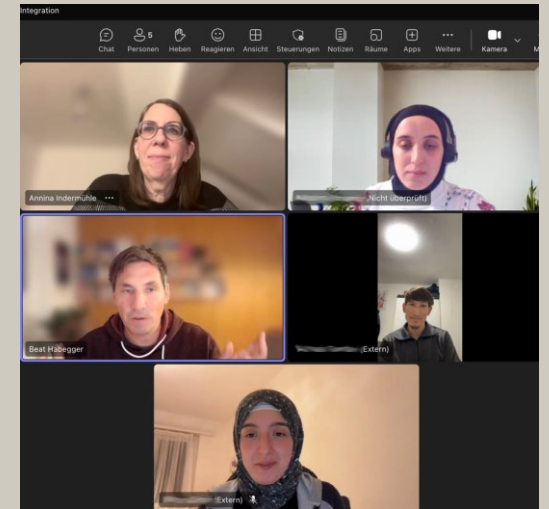 Integration
5
Chat Personen Heben Reagieren Ansicht Steuerungen Notizen Räume Apps Weitere Kamera M
Annina Indermühle ...
Nicht überprüft)
Beat Habegger
(Extern)
Extern)